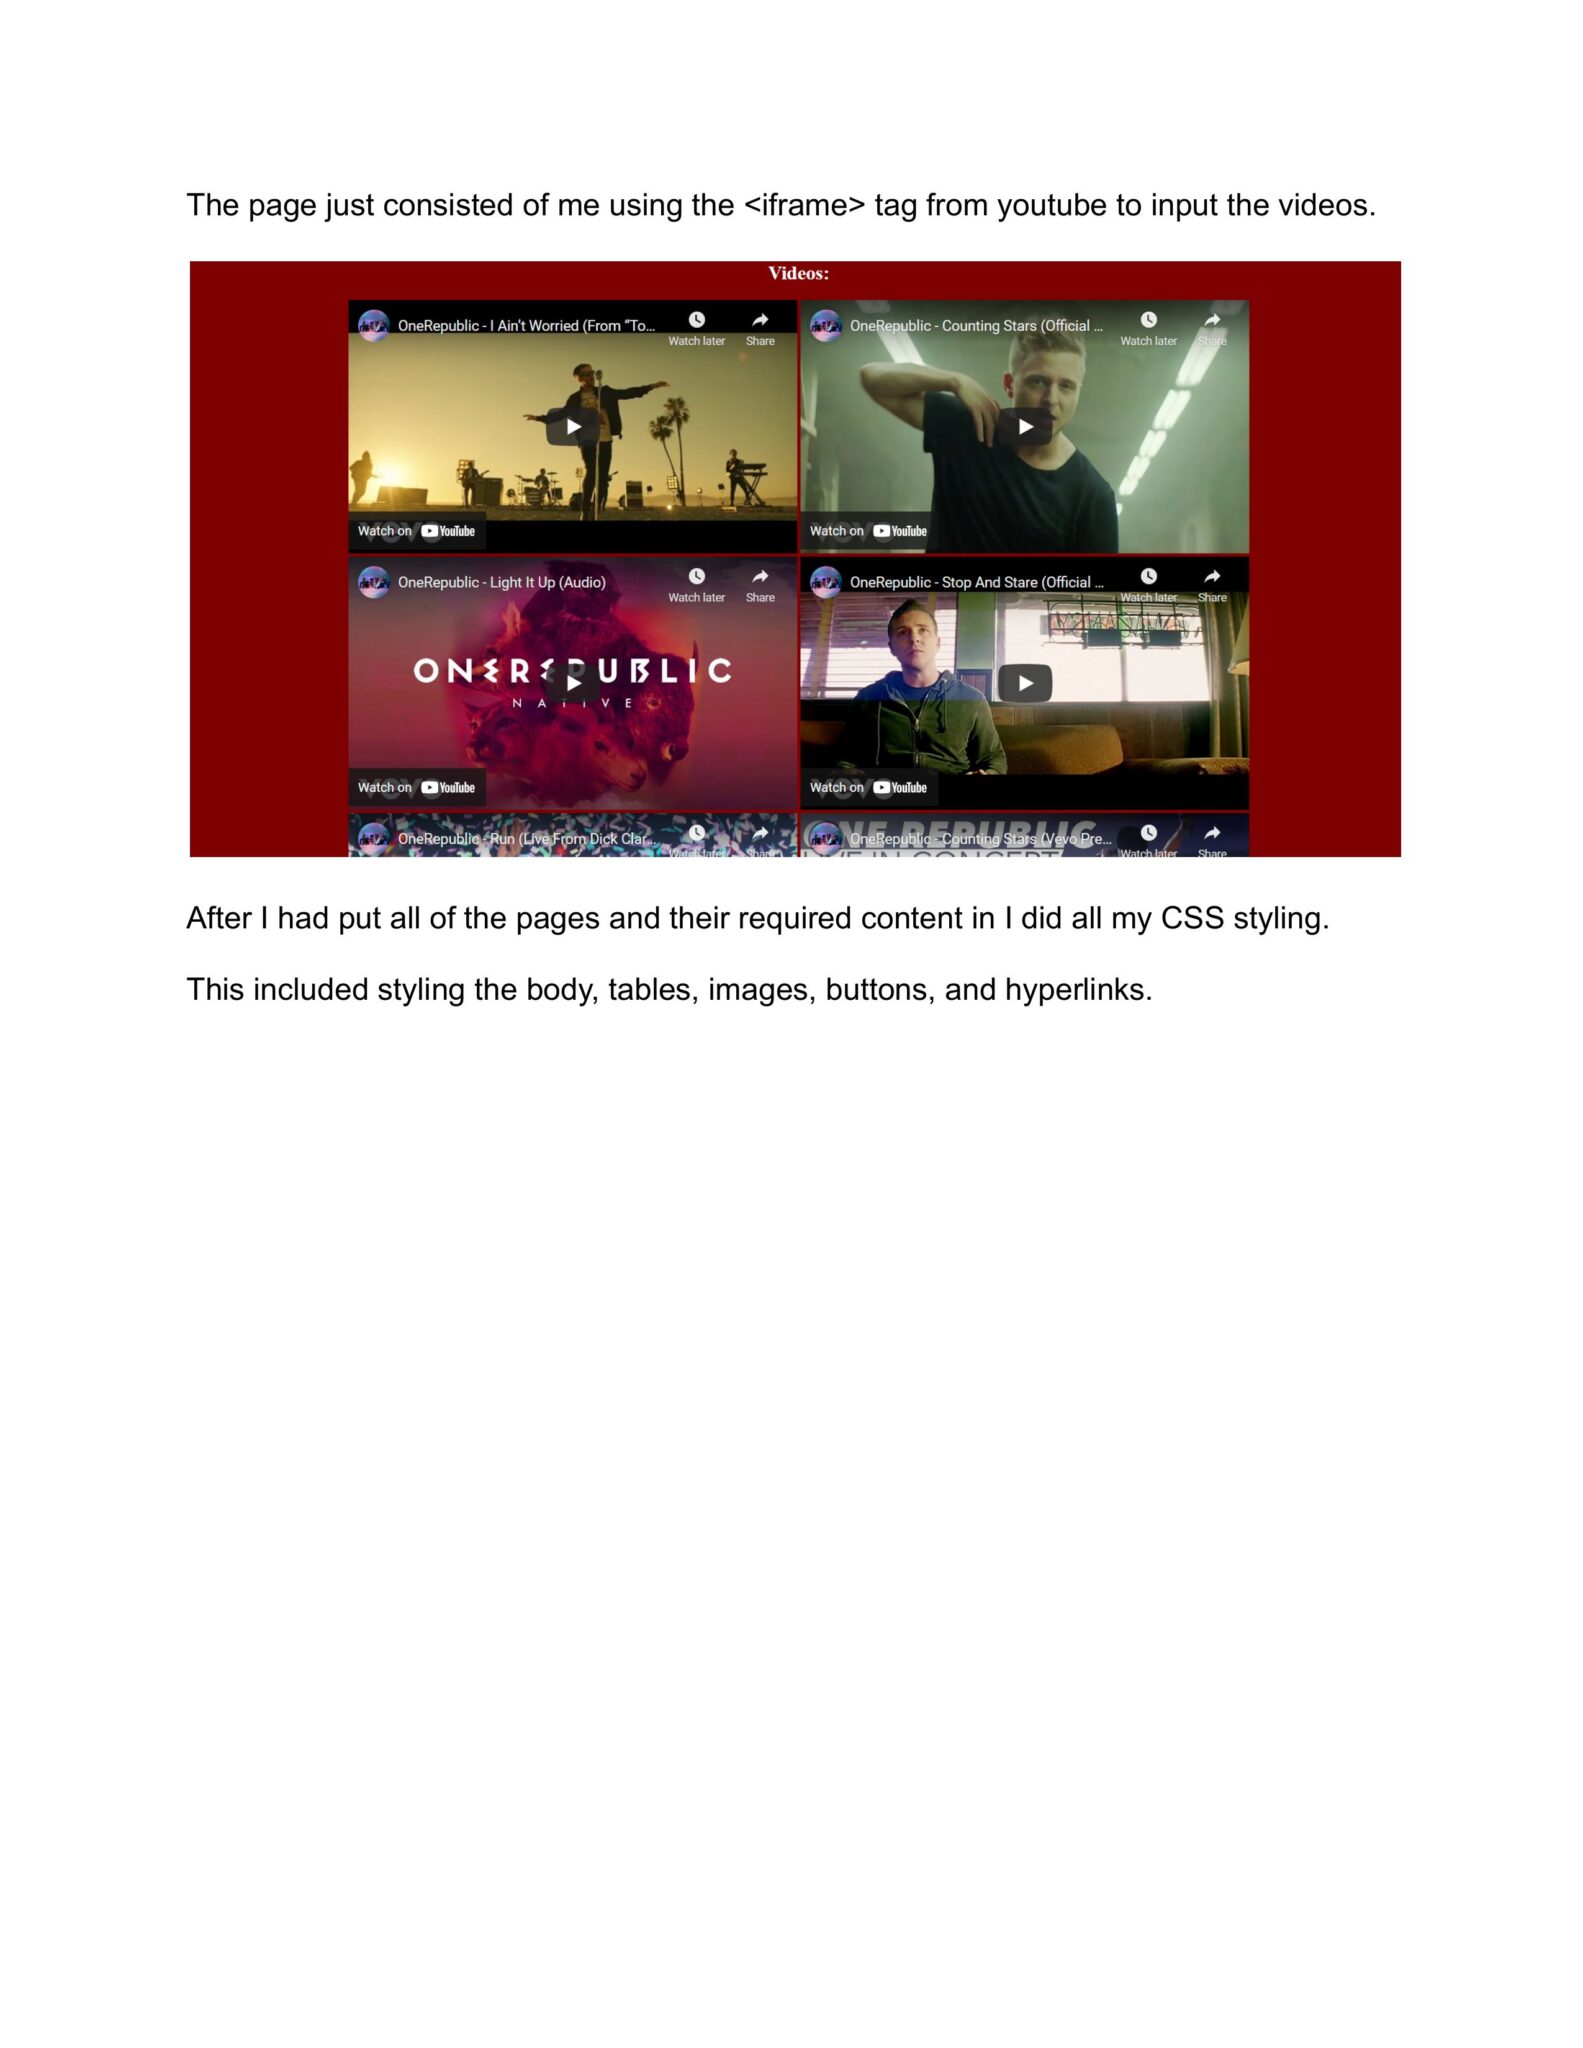 The page just consisted of me using the <iframe> tag from youtube to input the videos.
Videos:
OneRepublic - I Ain't Worried (From “To...
Watch later
Share
Watch on YouTube
OneRepublic - Counting Stars (Official ...
Watch later
Share
Watch on YouTube
OneRepublic - Light It Up (Audio)
Watch later
Share
ONEREPUBLIC
NATIVE
Watch on YouTube
OneRepublic - Stop And Stare (Official ...
Watch later
Share
Watch on YouTube
OneRepublic - Run (Live From Dick Clar...
Watch later
Share
OneRepublic - Counting Stars (Vevo Pre...
Watch later
Share
ONE REPUBLIC
LIVE IN CONCERT
After I had put all of the pages and their required content in I did all my CSS styling.
This included styling the body, tables, images, buttons, and hyperlinks.